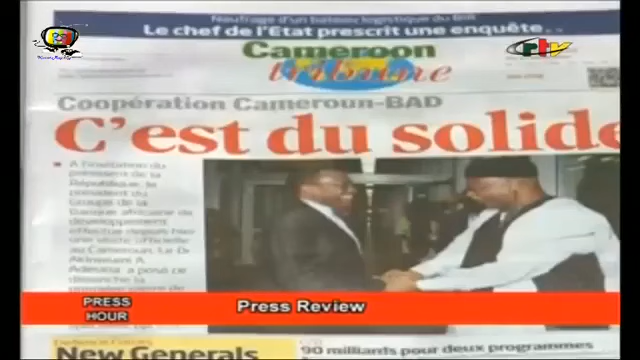 Naufrage d'un bateau logistique du BIR
Le chef de l'Etat prescrit une enquête
Cameroon
tribune
crtv
Coopération Cameroun-BAD
C'est du solide
A l'invitation du
président de la
République, le
président du
Groupe de la
Banque africaine de
développement
effectue depuis hier
une visite officielle
au Cameroun. Le Dr
Akinwumi A.
Adesina a posé ce
dimanche la
PRESS
HOUR
Press Review
New Generals
90 milliards pour deux programmes